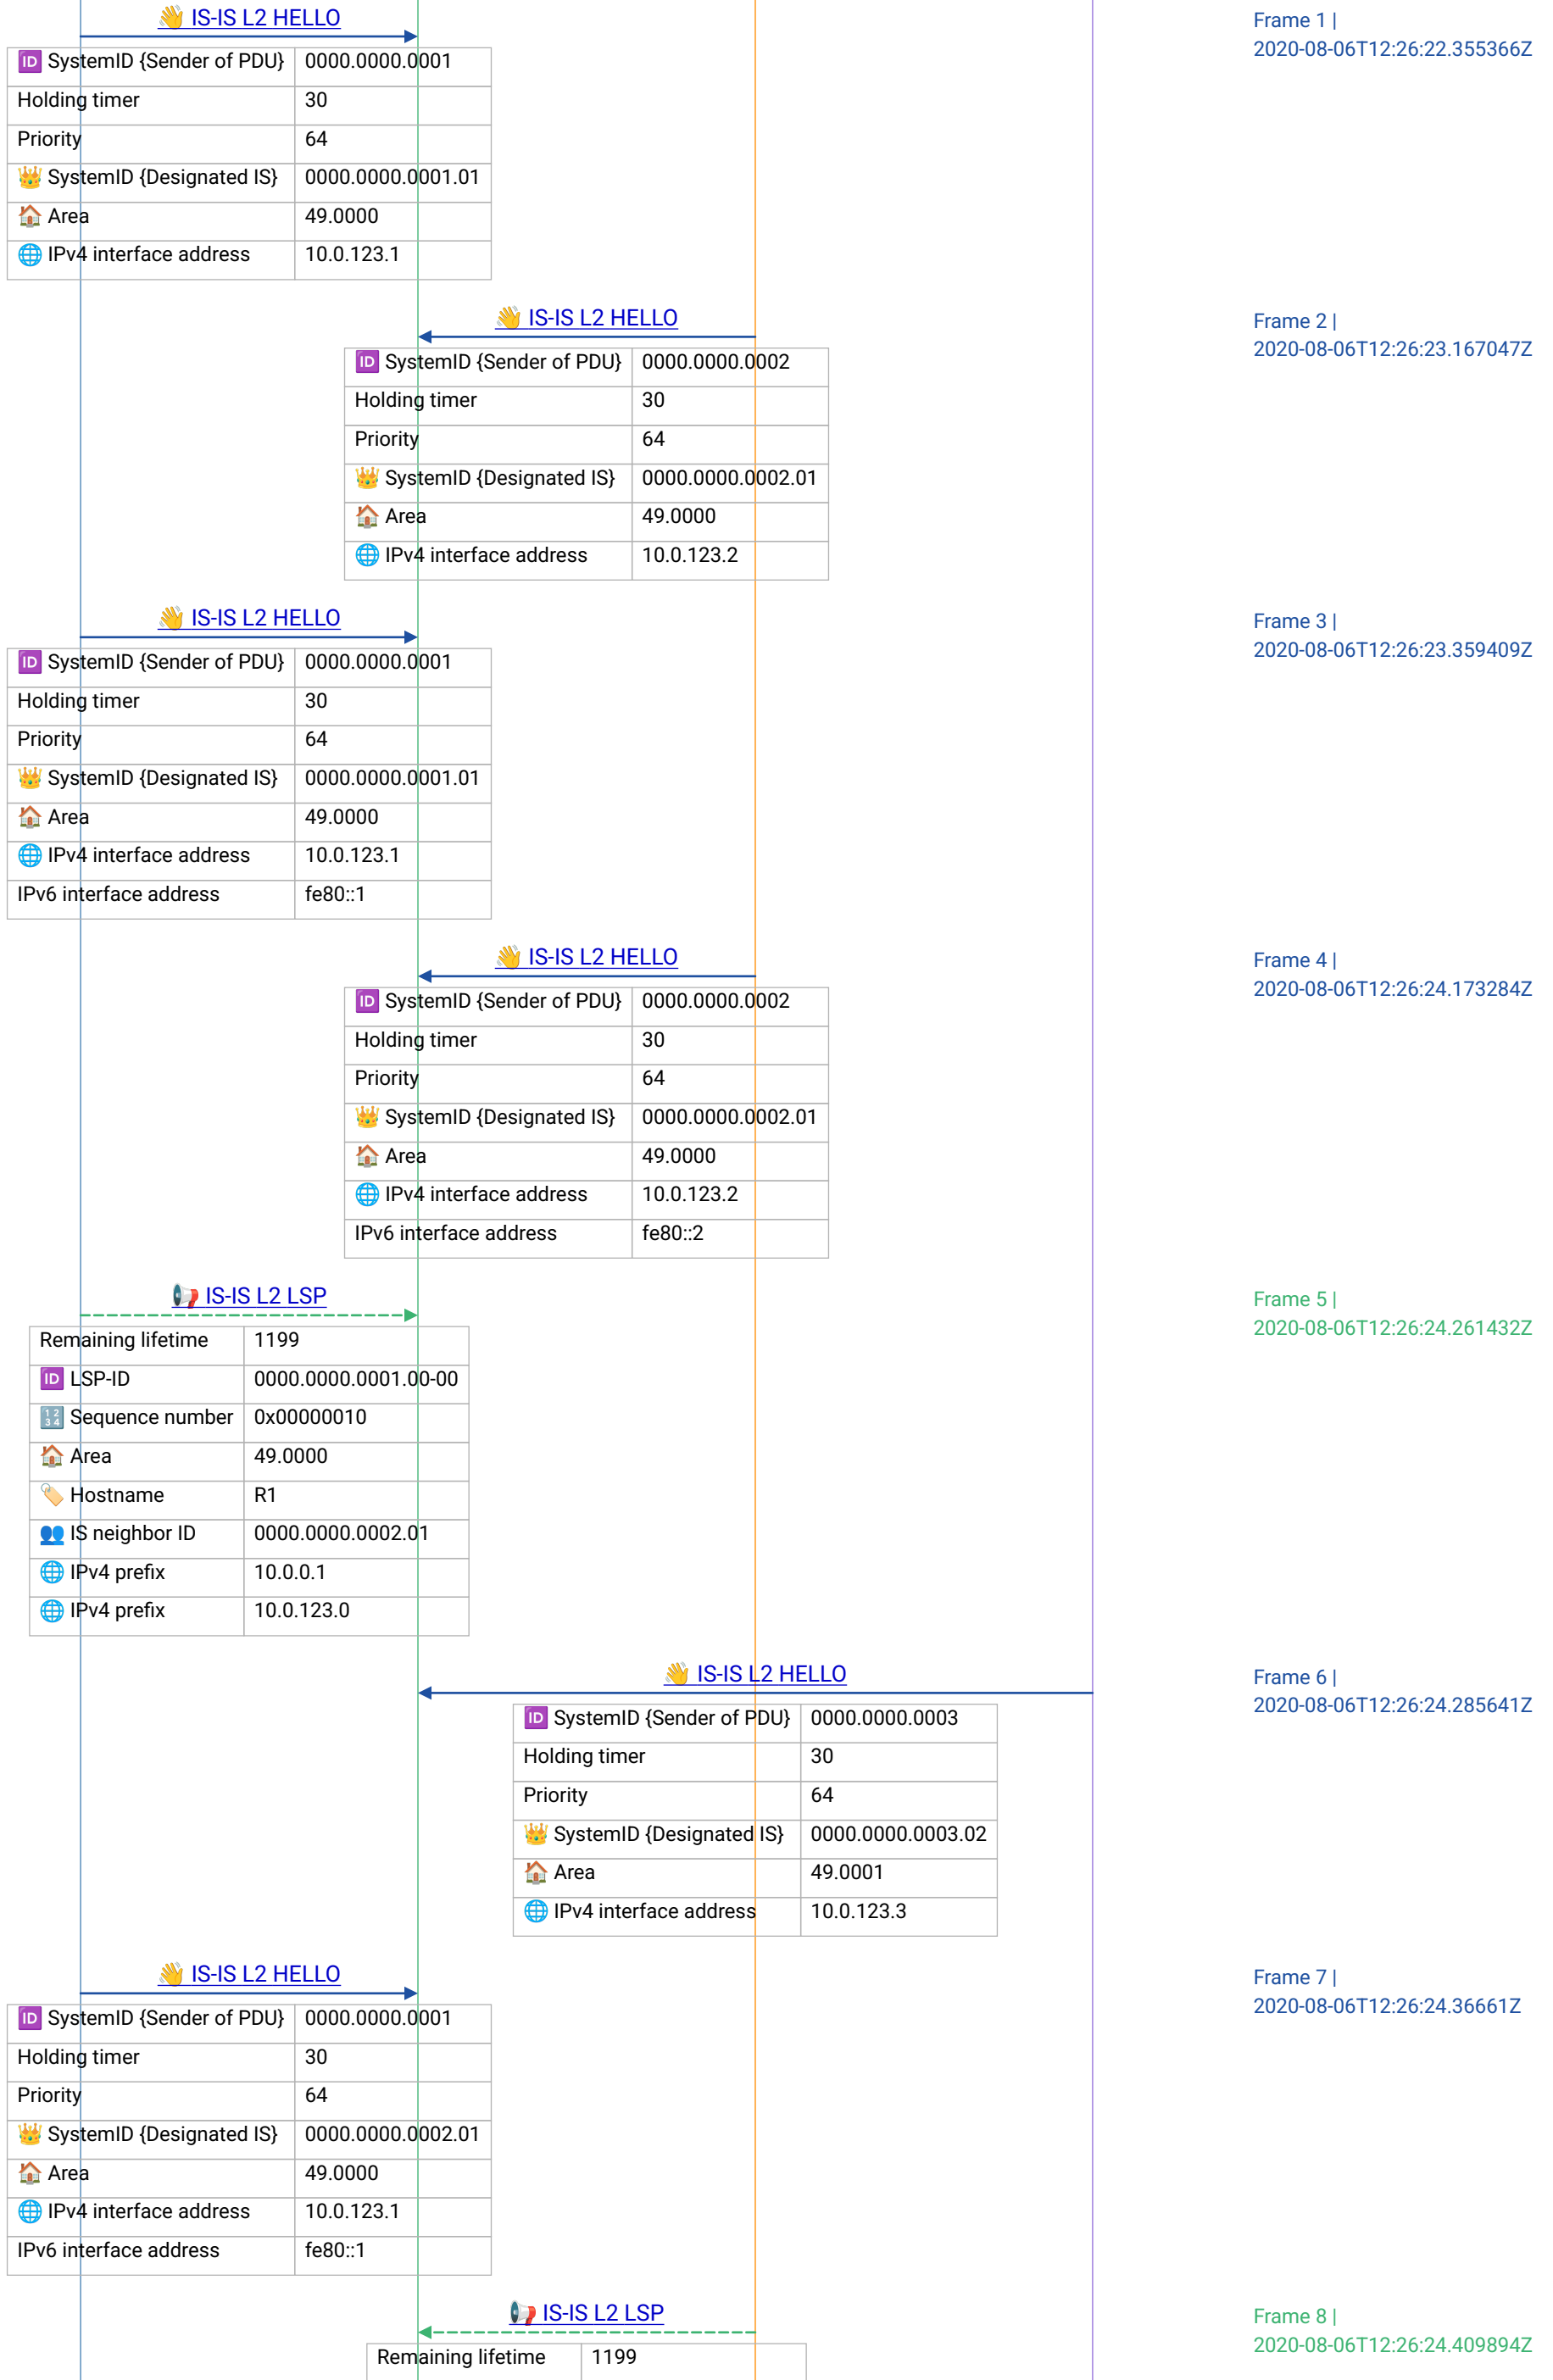 👋 IS-IS L2 HELLO
Frame 1 |
2020-08-06T12:26:22.355366Z
🆔 SystemID {Sender of PDU} 0000.0000.0001
Holding timer 30
Priority 64
👑 SystemID {Designated IS} 0000.0000.0001.01
🏠 Area 49.0000
🌐 IPv4 interface address 10.0.123.1
👋 IS-IS L2 HELLO
Frame 2 |
2020-08-06T12:26:23.167047Z
🆔 SystemID {Sender of PDU} 0000.0000.0002
Holding timer 30
Priority 64
👑 SystemID {Designated IS} 0000.0000.0002.01
🏠 Area 49.0000
🌐 IPv4 interface address 10.0.123.2
👋 IS-IS L2 HELLO
Frame 3 |
2020-08-06T12:26:23.359409Z
🆔 SystemID {Sender of PDU} 0000.0000.0001
Holding timer 30
Priority 64
👑 SystemID {Designated IS} 0000.0000.0001.01
🏠 Area 49.0000
🌐 IPv4 interface address 10.0.123.1
IPv6 interface address fe80::1
👋 IS-IS L2 HELLO
Frame 4 |
2020-08-06T12:26:24.173284Z
🆔 SystemID {Sender of PDU} 0000.0000.0002
Holding timer 30
Priority 64
👑 SystemID {Designated IS} 0000.0000.0002.01
🏠 Area 49.0000
🌐 IPv4 interface address 10.0.123.2
IPv6 interface address fe80::2
📢 IS-IS L2 LSP
Frame 5 |
2020-08-06T12:26:24.261432Z
Remaining lifetime 1199
🆔 LSP-ID 0000.0000.0001.00-00
🔢 Sequence number 0x00000010
🏠 Area 49.0000
🏷️ Hostname R1
👥 IS neighbor ID 0000.0000.0002.01
🌐 IPv4 prefix 10.0.0.1
🌐 IPv4 prefix 10.0.123.0
👋 IS-IS L2 HELLO
Frame 6 |
2020-08-06T12:26:24.285641Z
🆔 SystemID {Sender of PDU} 0000.0000.0003
Holding timer 30
Priority 64
👑 SystemID {Designated IS} 0000.0000.0003.02
🏠 Area 49.0001
🌐 IPv4 interface address 10.0.123.3
👋 IS-IS L2 HELLO
Frame 7 |
2020-08-06T12:26:24.36661Z
🆔 SystemID {Sender of PDU} 0000.0000.0001
Holding timer 30
Priority 64
👑 SystemID {Designated IS} 0000.0000.0002.01
🏠 Area 49.0000
🌐 IPv4 interface address 10.0.123.1
IPv6 interface address fe80::1
📢 IS-IS L2 LSP
Frame 8 |
2020-08-06T12:26:24.409894Z
Remaining lifetime 1199